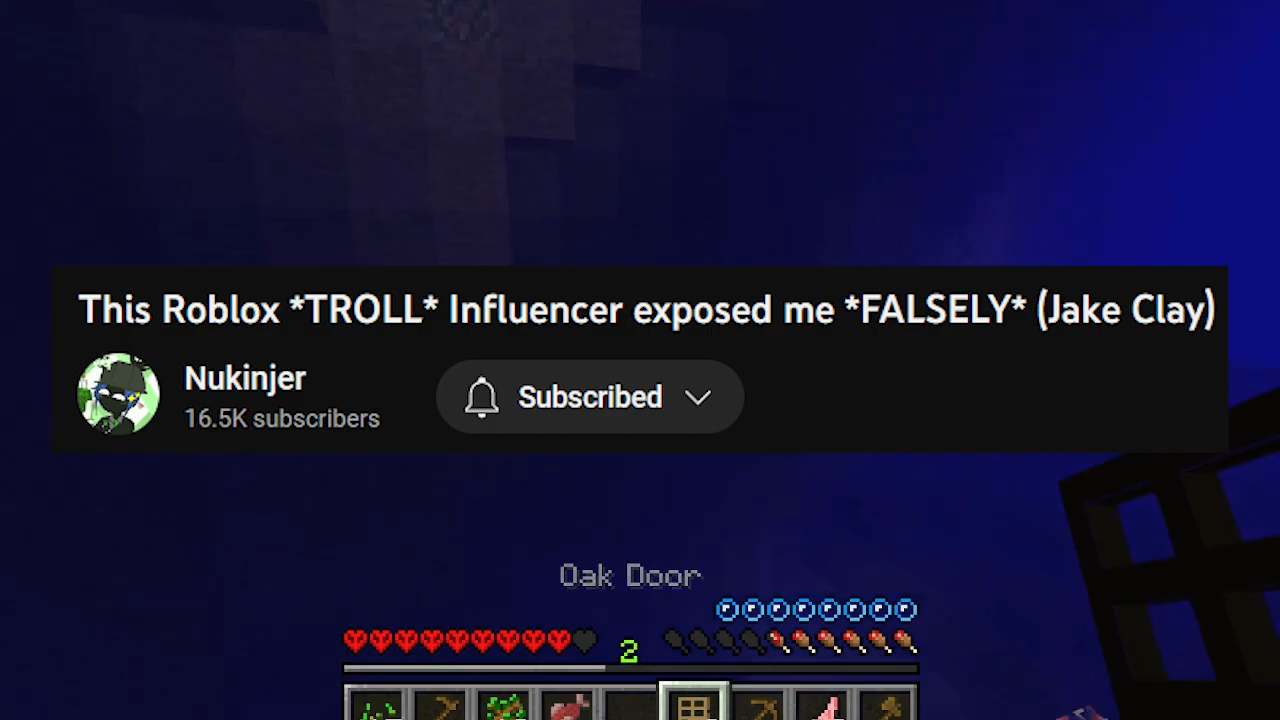 This Roblox *TROLL* Influencer exposed me *FALSELY* (Jake Clay)
Nukinjer
16.5K subscribers
Subscribed
Oak Door
2